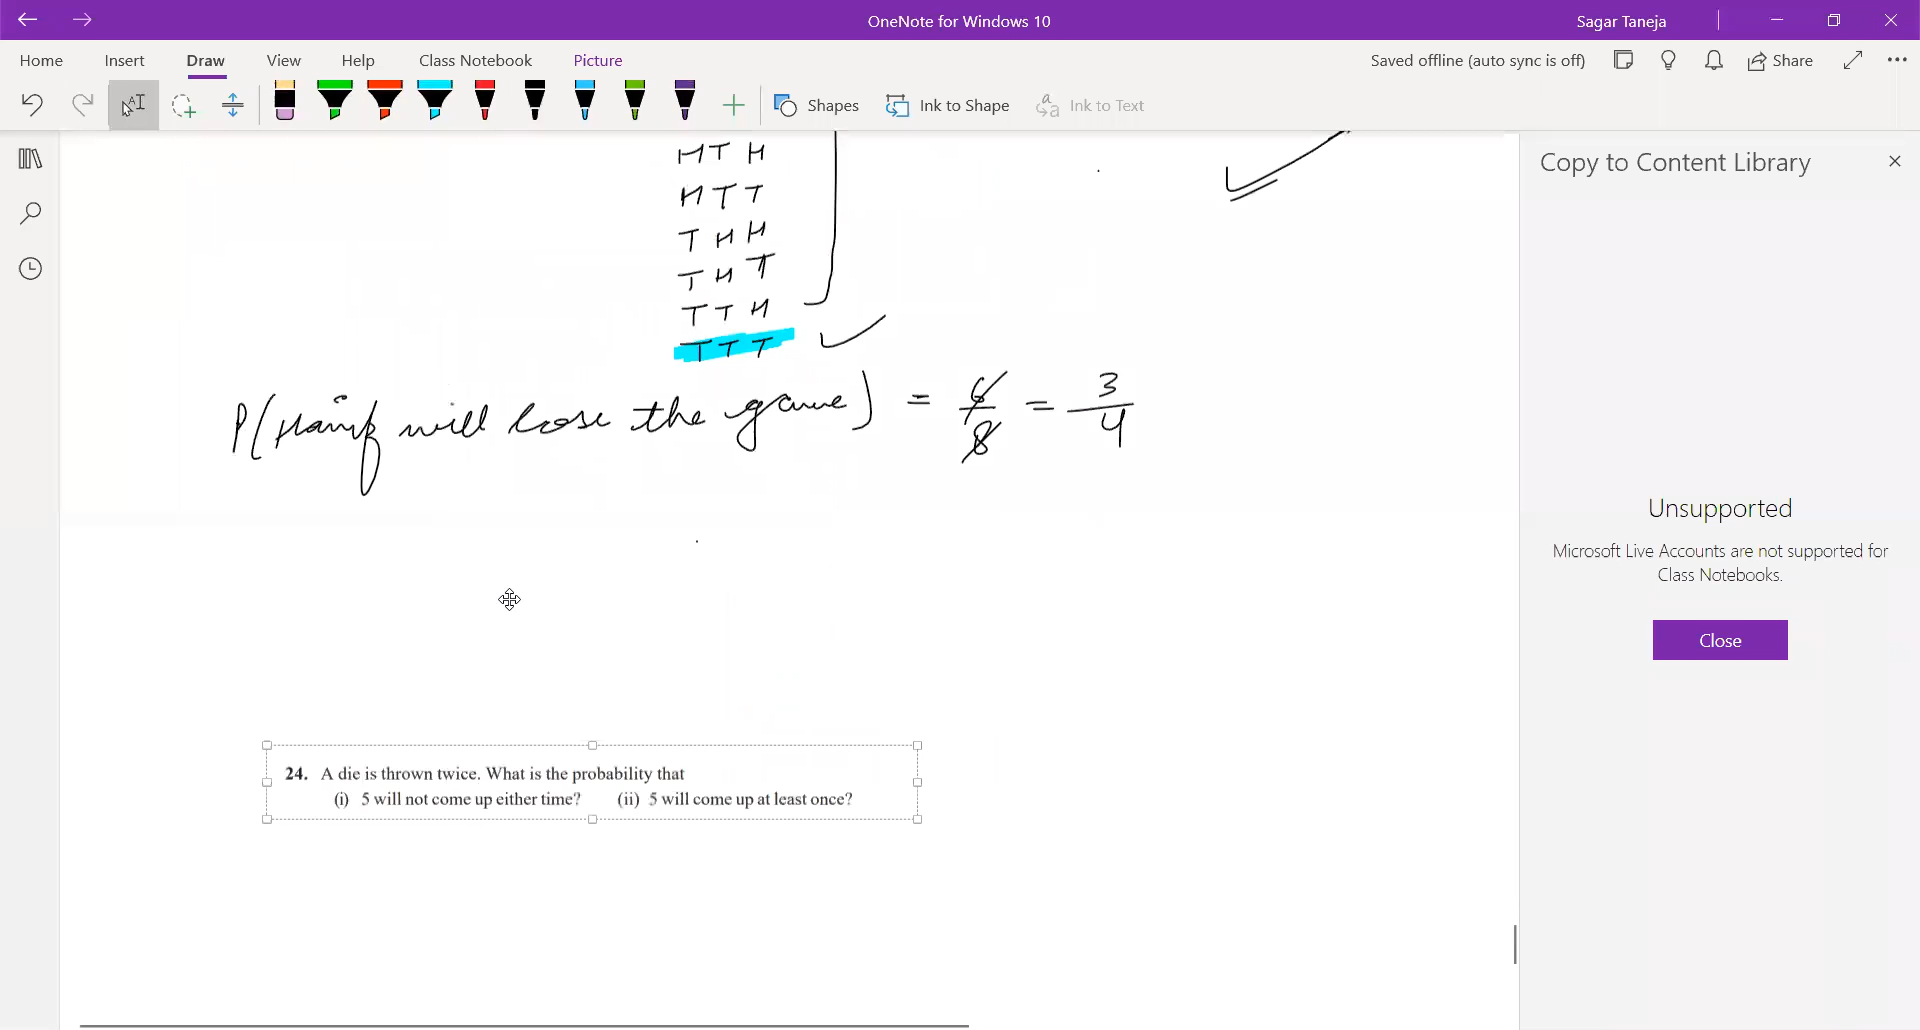 OneNote for Windows 10
Sagar Taneja
Home Insert Draw View Help Class Notebook Picture
Saved offline (auto sync is off) Share
Shapes Ink to Shape Ink to Text
HTH
HTT
THH
THT
TTH
TTT
P(Hanif will lose the game) = 6/8 = 3/4
24. A die is thrown twice. What is the probability that
(i) 5 will not come up either time? (ii) 5 will come up at least once?
Copy to Content Library
Unsupported
Microsoft Live Accounts are not supported for
Class Notebooks.
Close